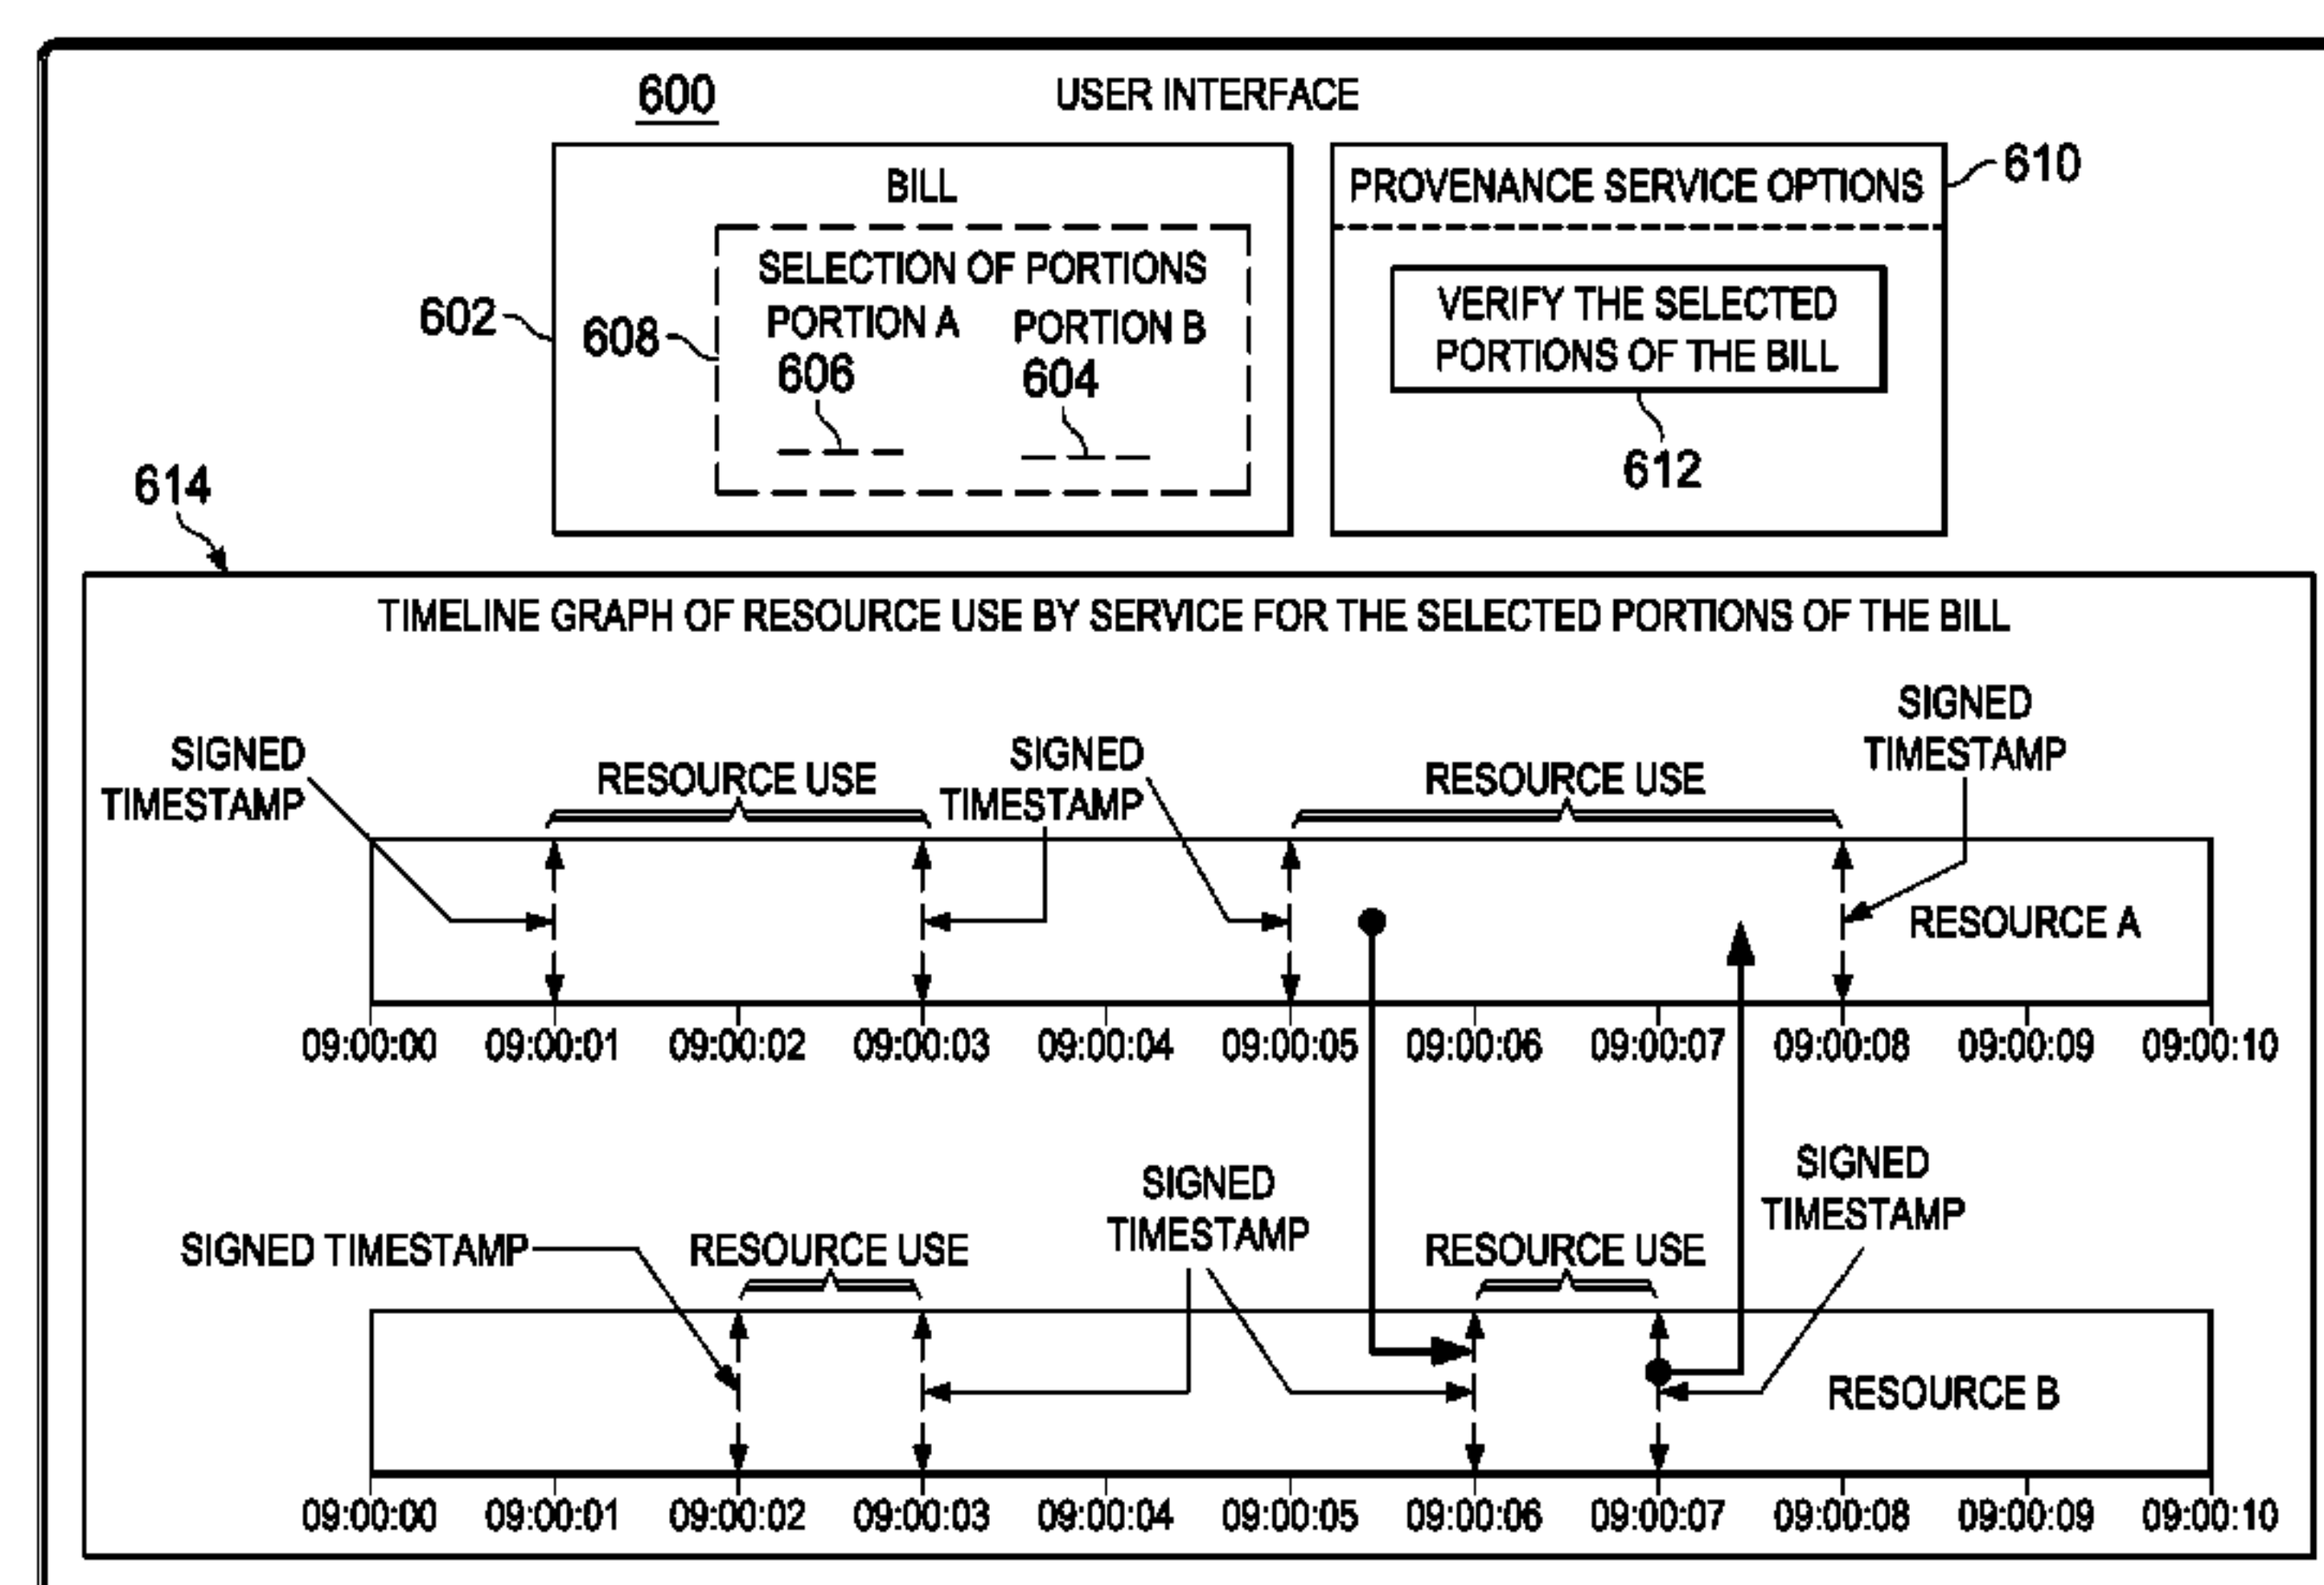 600
USER INTERFACE
BILL
SELECTION OF PORTIONS
PORTION A
PORTION B
606
604
602
608
PROVENANCE SERVICE OPTIONS
610
VERIFY THE SELECTED
PORTIONS OF THE BILL
612
614
TIMELINE GRAPH OF RESOURCE USE BY SERVICE FOR THE SELECTED PORTIONS OF THE BILL
SIGNED
TIMESTAMP
RESOURCE USE
SIGNED
TIMESTAMP
RESOURCE USE
SIGNED
TIMESTAMP
RESOURCE A
09:00:00 09:00:01 09:00:02 09:00:03 09:00:04 09:00:05 09:00:06 09:00:07 09:00:08 09:00:09 09:00:10
SIGNED TIMESTAMP
RESOURCE USE
SIGNED
TIMESTAMP
RESOURCE USE
SIGNED
TIMESTAMP
RESOURCE B
09:00:00 09:00:01 09:00:02 09:00:03 09:00:04 09:00:05 09:00:06 09:00:07 09:00:08 09:00:09 09:00:10